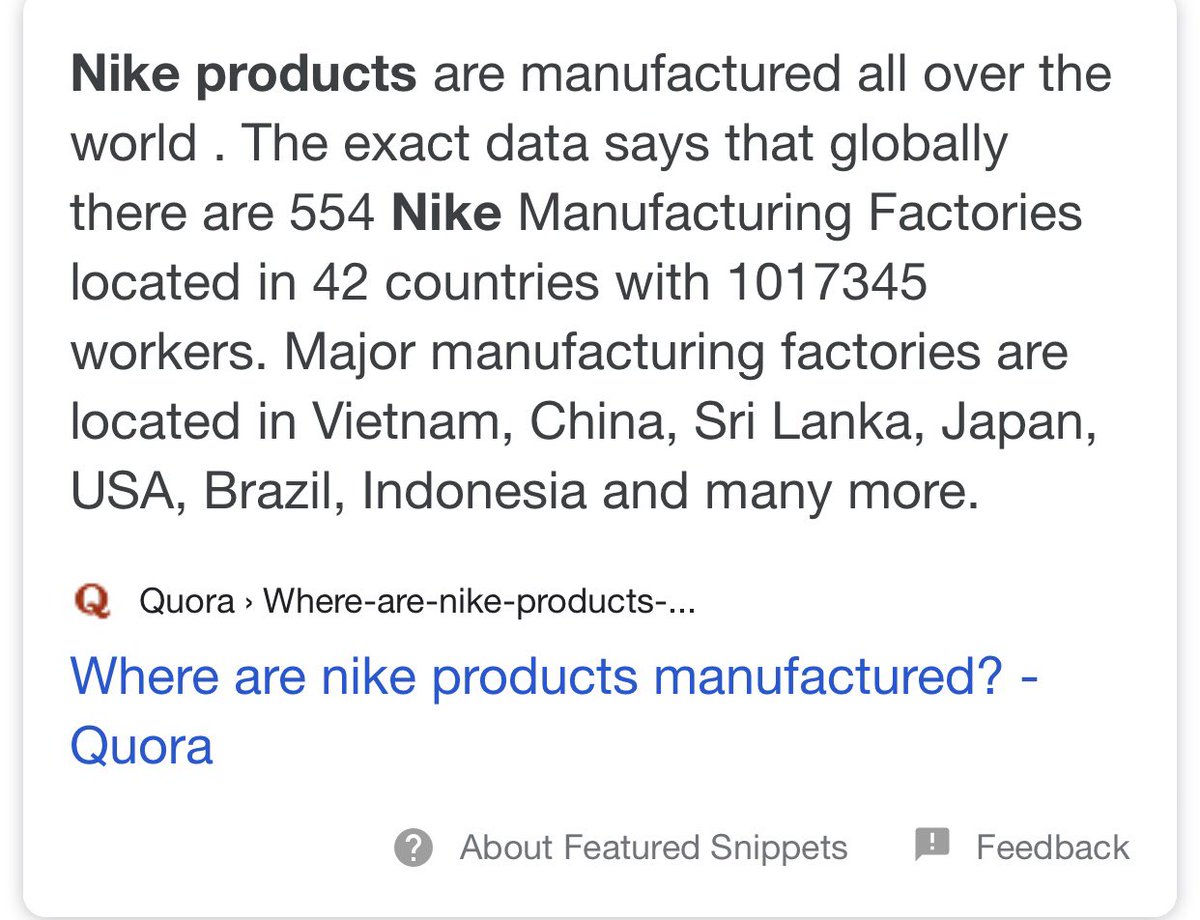 Nike products are manufactured all over the
world . The exact data says that globally
there are 554 Nike Manufacturing Factories
located in 42 countries with 1017345
workers. Major manufacturing factories are
located in Vietnam, China, Sri Lanka, Japan,
USA, Brazil, Indonesia and many more.
Q Quora › Where-are-nike-products-...
Where are nike products manufactured? -
Quora
? About Featured Snippets ! Feedback